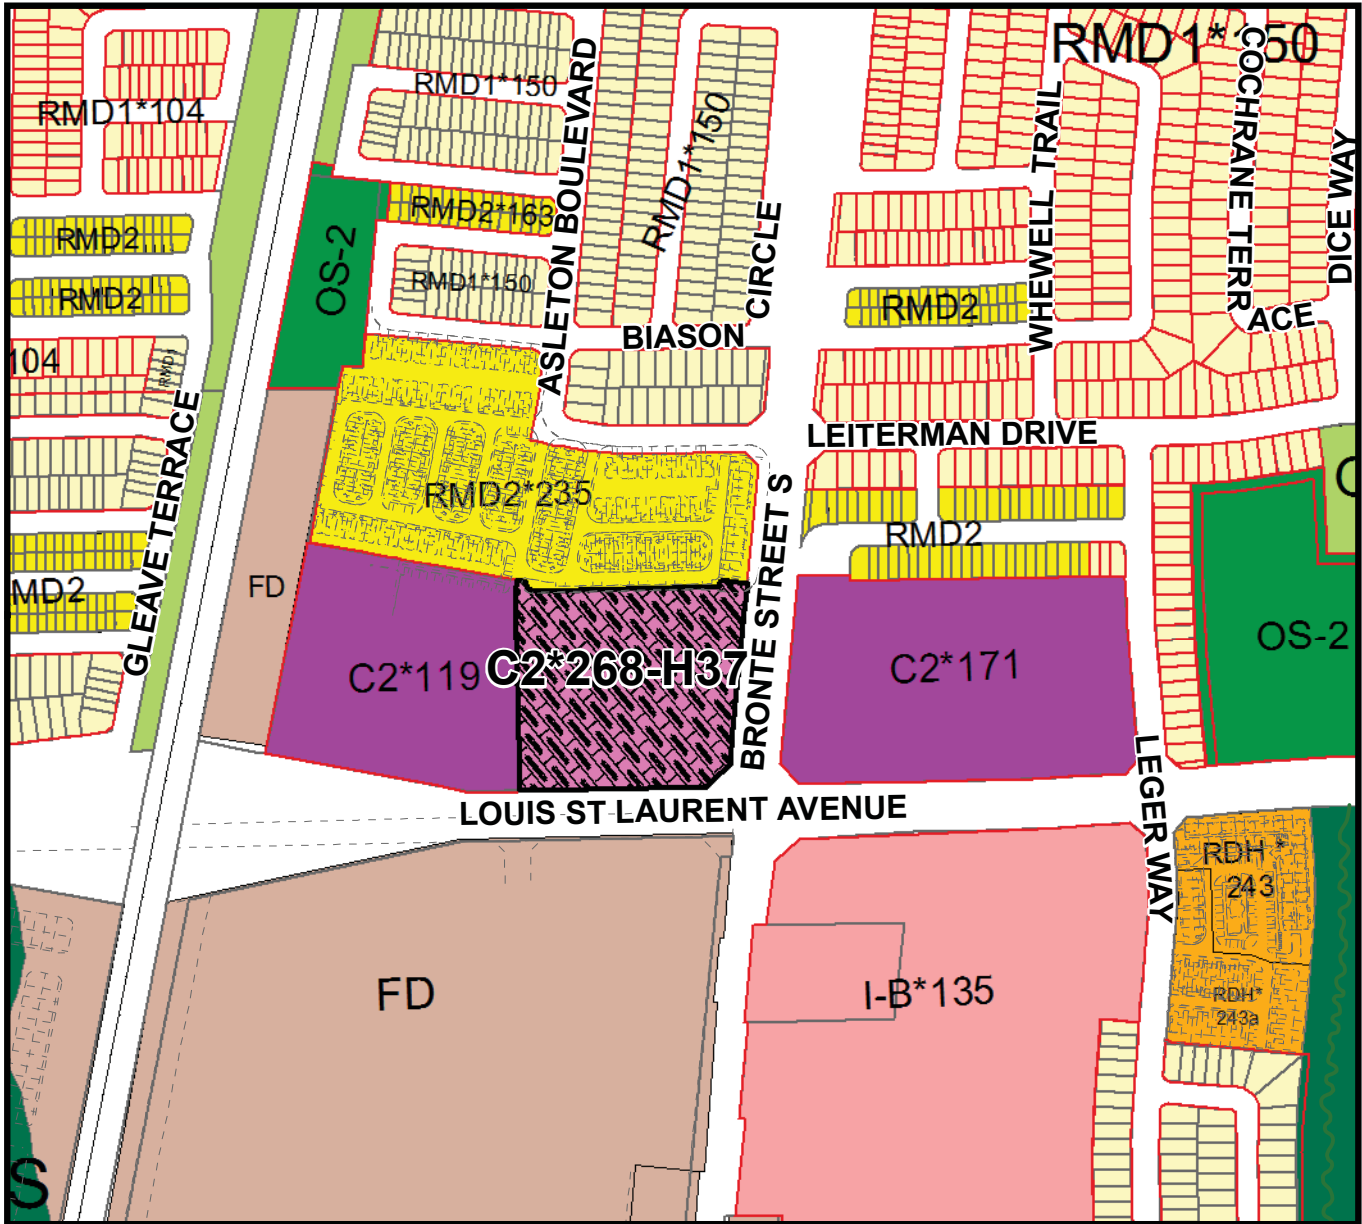 RMD1*150
RMD1*150
RMD1*104
RMD1*150
ASLETON BOULEVARD
WHEWELL TRAIL
COCHRANE TERR
ACE
DICE WAY
RMD2*163
RMD2
OS-2
CIRCLE
RMD1*150
RMD2
RMD2
BIASON
104
RMD1
GLEAVE TERRACE
LEITERMAN DRIVE
RMD2*235
BRONTE STREET S
RMD2
FD
MD2
OS-2
C2*119
C2*268-H37
C2*171
LOUIS ST LAURENT AVENUE
LEGER WAY
RDH *
243
FD
I-B*135
RDH*
243a
S